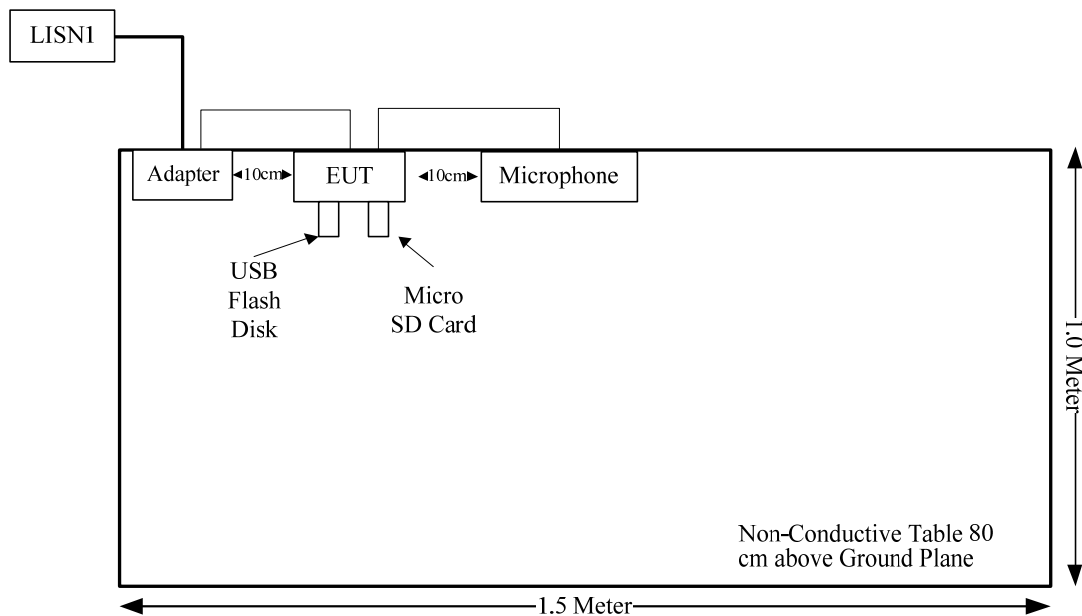 LISN1
Adapter
10cm
EUT
10cm
Microphone
USB
Flash
Disk
Micro
SD Card
1.0 Meter
Non-Conductive Table 80
cm above Ground Plane
1.5 Meter